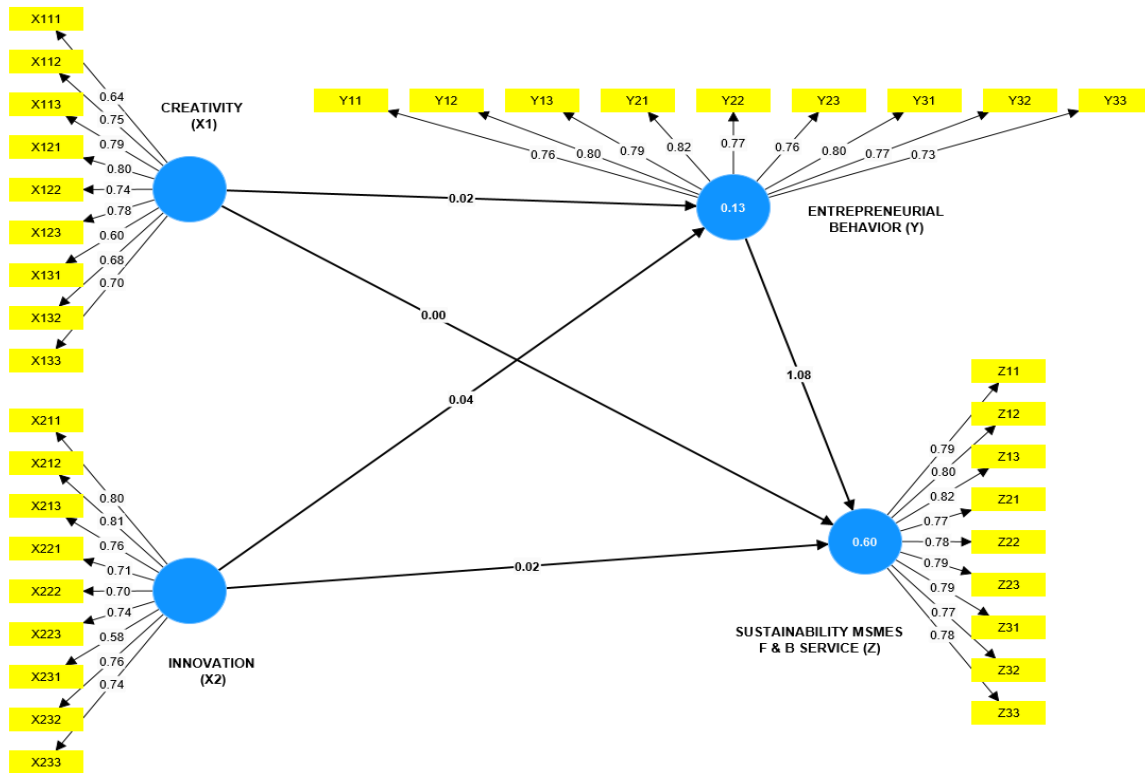 X111
X112
X113
X121
X122
X123
X131
X132
X133
0.64
0.75
0.79
0.80
0.74
0.78
0.60
0.68
0.70
CREATIVITY
(X1)
Y11
Y12
Y13
Y21
Y22
Y23
Y31
Y32
Y33
0.76
0.80
0.79
0.82
0.77
0.76
0.80
0.77
0.73
0.13
ENTREPRENEURIAL
BEHAVIOR (Y)
0.02
0.00
0.04
1.08
0.02
X211
X212
X213
X221
X222
X223
X231
X232
X233
0.80
0.81
0.76
0.71
0.70
0.74
0.58
0.76
0.74
INNOVATION
(X2)
0.60
SUSTAINABILITY MSMES
F & B SERVICE (Z)
0.79
0.80
0.82
0.77
0.78
0.79
0.79
0.77
0.78
Z11
Z12
Z13
Z21
Z22
Z23
Z31
Z32
Z33